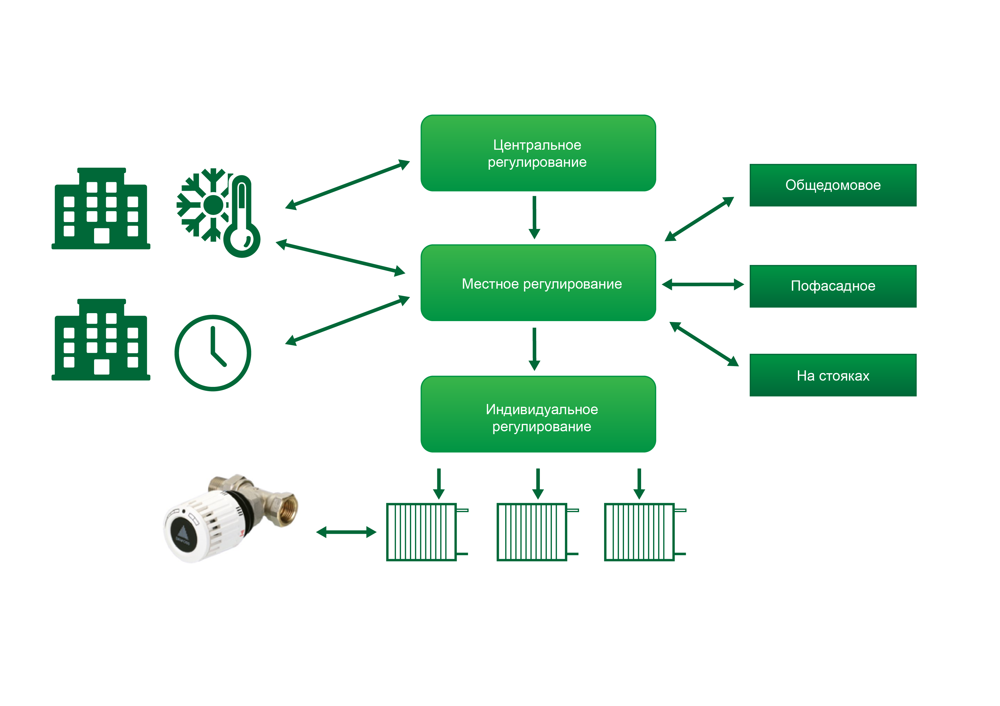 Центральное
регулирование
Общедомовое
Местное регулирование
Пофасадное
На стояках
Индивидуальное
регулирование